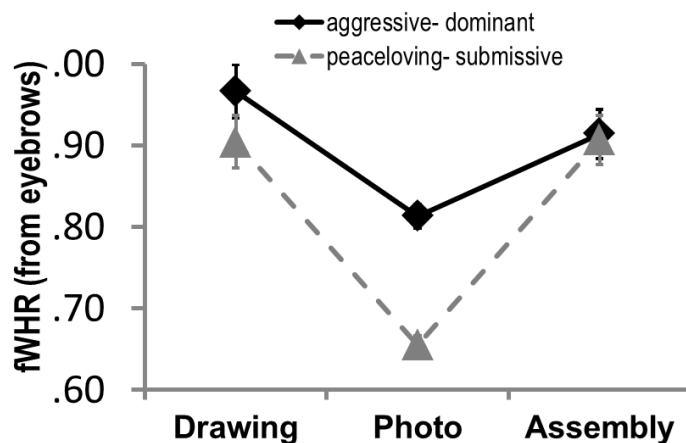 aggressive- dominant
peaceloving- submissive
fWHR (from eyebrows)
.00
.90
.80
.70
.60
Drawing Photo Assembly